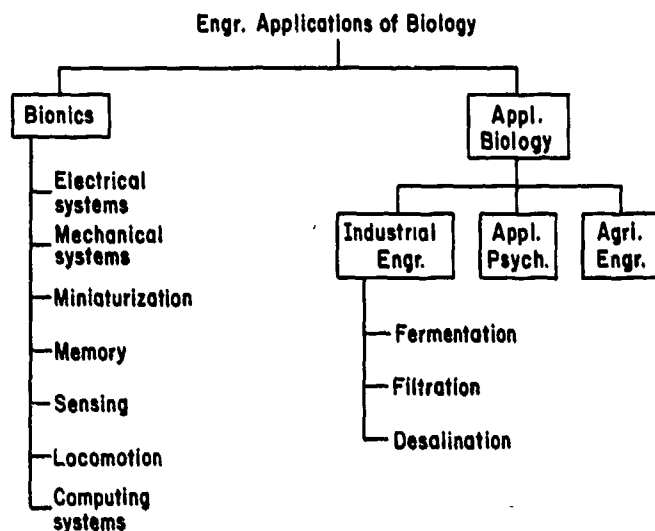 Engr. Applications of Biology
Bionics
Electrical
systems
Mechanical
systems
Miniaturization
Memory
Sensing
Locomotion
Computing
systems
Appl.
Biology
Industrial
Engr.
Fermentation
Filtration
Desalination
Appl.
Psych.
Agri.
Engr.